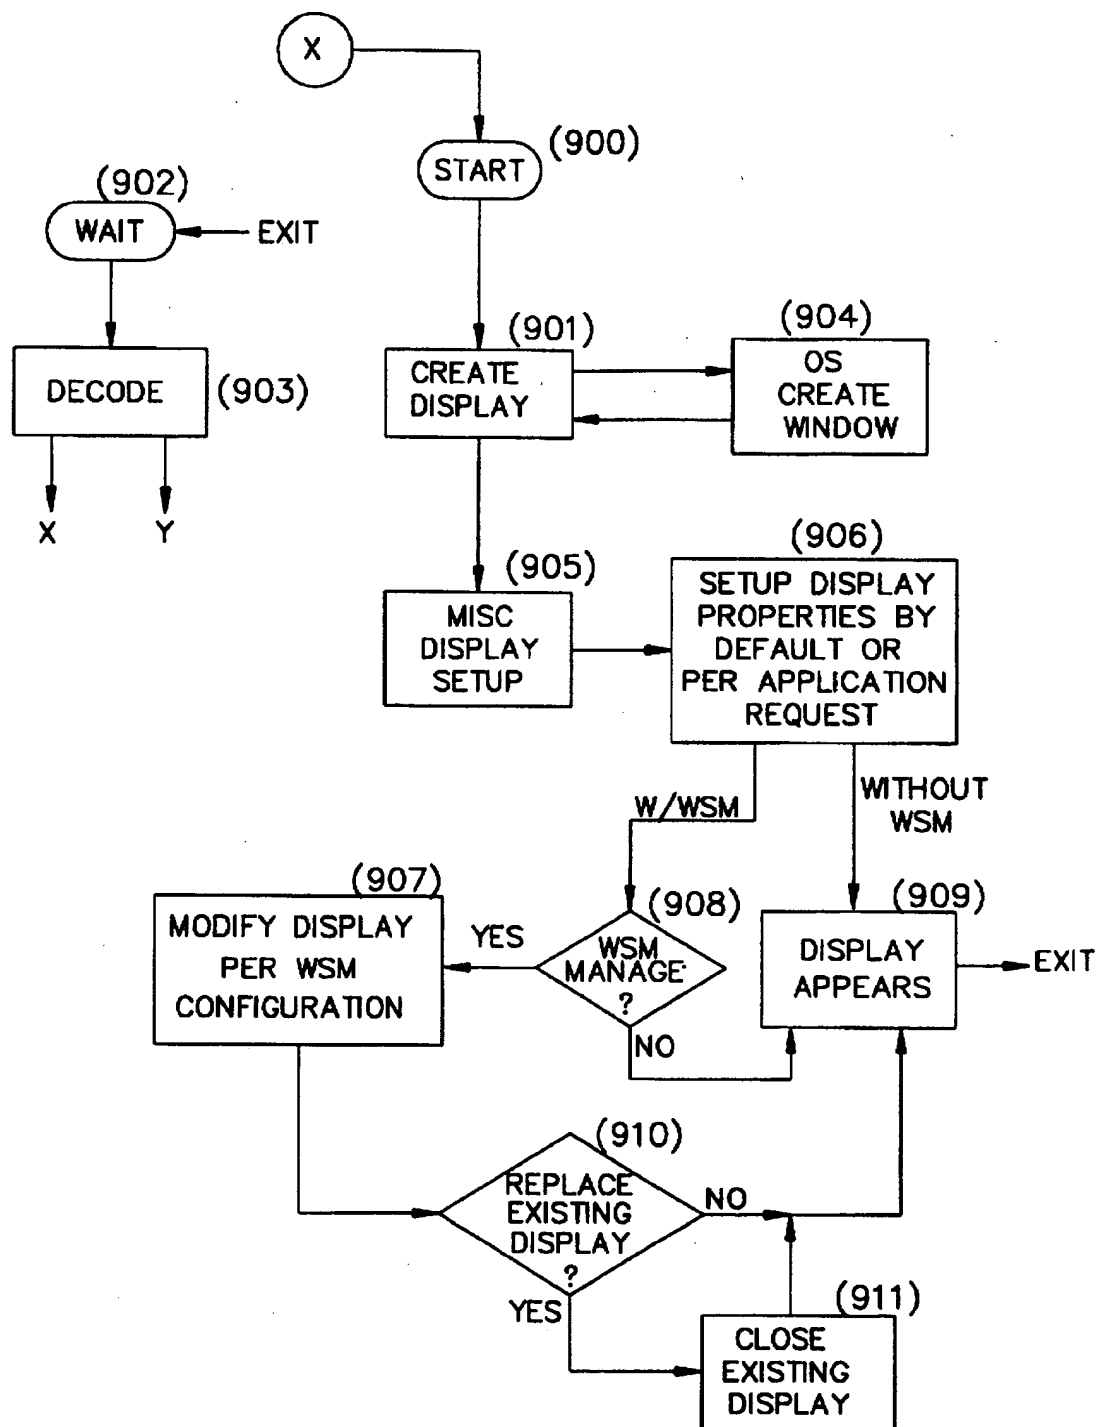 X
(900)
START
(902)
WAIT
EXIT
(901)
(904)
CREATE
DISPLAY
OS
CREATE
WINDOW
DECODE
(903)
X
Y
(905)
(906)
MISC
DISPLAY
SETUP
SETUP DISPLAY
PROPERTIES BY
DEFAULT OR
PER APPLICATION
REQUEST
W/WSM
WITHOUT
WSM
(907)
(908)
(909)
MODIFY DISPLAY
PER WSM
CONFIGURATION
YES
WSM
MANAGE
?
NO
DISPLAY
APPEARS
EXIT
(910)
REPLACE
EXISTING
DISPLAY
?
NO
YES
(911)
CLOSE
EXISTING
DISPLAY